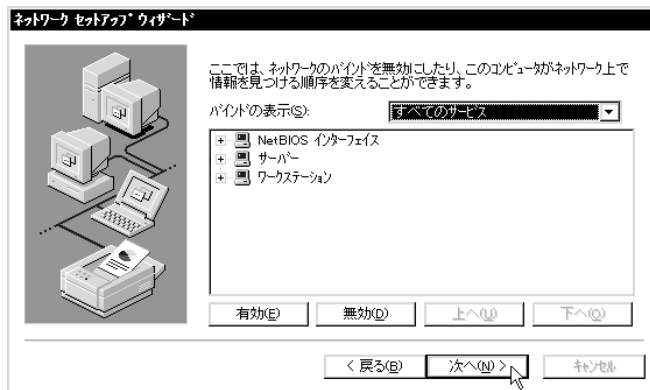 ネットワーク セットアップ ウィザード
ここでは、ネットワークのバインドを無効にしたり、このコンピュータがネットワーク上で
情報を見つける順序を変えることができます。
バインドの表示(S):
すべてのサービス
NetBIOS インターフェイス
サーバー
ワークステーション
有効(E)
無効(D)
上へ(U)
下へ(O)
< 戻る(B)
次へ(N) >
キャンセル